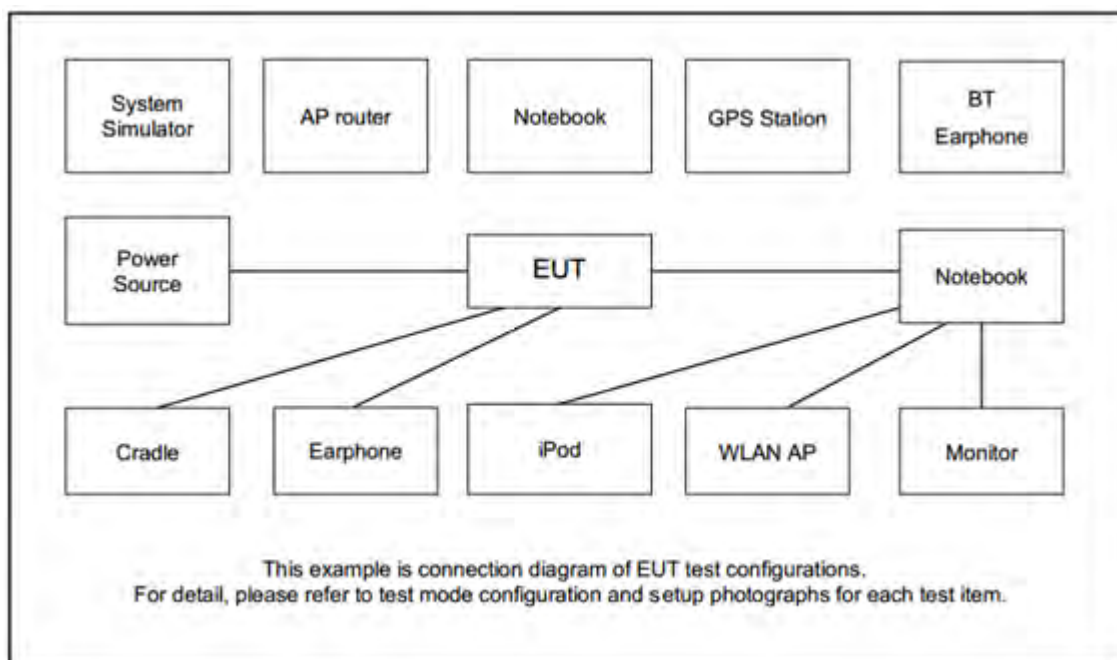 System
Simulator
AP router
Notebook
GPS Station
BT
Earphone
Power
Source
EUT
Notebook
Cradle
Earphone
iPod
WLAN AP
Monitor
This example is connection diagram of EUT test configurations.
For detail, please refer to test mode configuration and setup photographs for each test item.